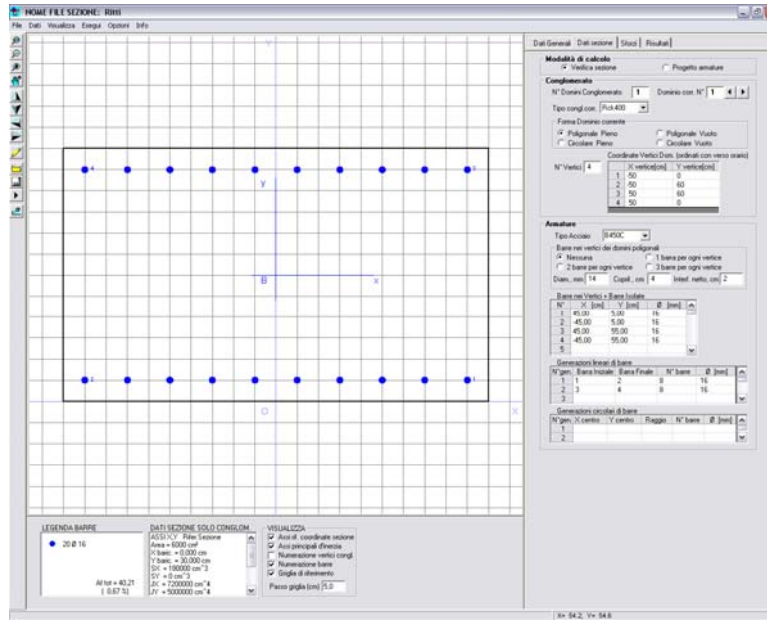 NOME FILE SEZIONE: Ritti
File Dati Visualizza Esegui Opzioni Info
Dati Generali Dati sezione Sforzi Risultati
Modalità di calcolo
Verifica sezione Progetto armature
Conglomerato
N° Domini Conglomerato 1 Dominio corr. N° 1
Tipo congl.corr. Rck400
Forma Dominio corrente
Poligonale Pieno Poligonale Vuoto
Circolare Pieno Circolare Vuoto
Coordinate Vertici Dom. (ordinati con verso orario)
N° Vertici 4
X vertice[cm] Y vertice[cm]
1 -50 0
2 -50 60
3 50 60
4 50 0
Armature
Tipo Acciaio B450C
Barre nei vertici dei domini poligonali
Nessuna 1 barra per ogni vertice
2 barre per ogni vertice 3 barre per ogni vertice
Diam., mm 14 Copri., cm 4 Interf. netto, cm 2
Barre nei Vertici + Barre Isolate
N° X [cm] Y [cm] Ø [mm]
1 45,00 5,00 16
2 -45,00 5,00 16
3 45,00 55,00 16
4 -45,00 55,00 16
5
Generazioni lineari di barre
N°gen. Barra Iniziale Barra Finale N° barre Ø [mm]
1 1 2 8 16
2 3 4 8 16
3
Generazioni circolari di barre
N°gen. X centro Y centro Raggio N° barre Ø [mm]
1
2
Y
4 3
y
B x
2 1
O X
LEGENDA BARRE
20 Ø 16
Af tot = 40,21
( 0,67 %)
DATI SEZIONE SOLO CONGLOM.
ASSI X,Y Rifer.Sezione
Area = 6000 cm²
X baric. = 0,000 cm
Y baric. = 30,000 cm
SX = 180000 cm^3
SY = 0 cm^3
JX = 7200000 cm^4
JY = 5000000 cm^4
VISUALIZZA
Assi rif. coordinate sezione
Assi principali d'inerzia
Numerazione vertici congl.
Numerazione barre
Griglia di riferimento
Passo griglia (cm) 5,0
X= 54.2, Y= 54.6